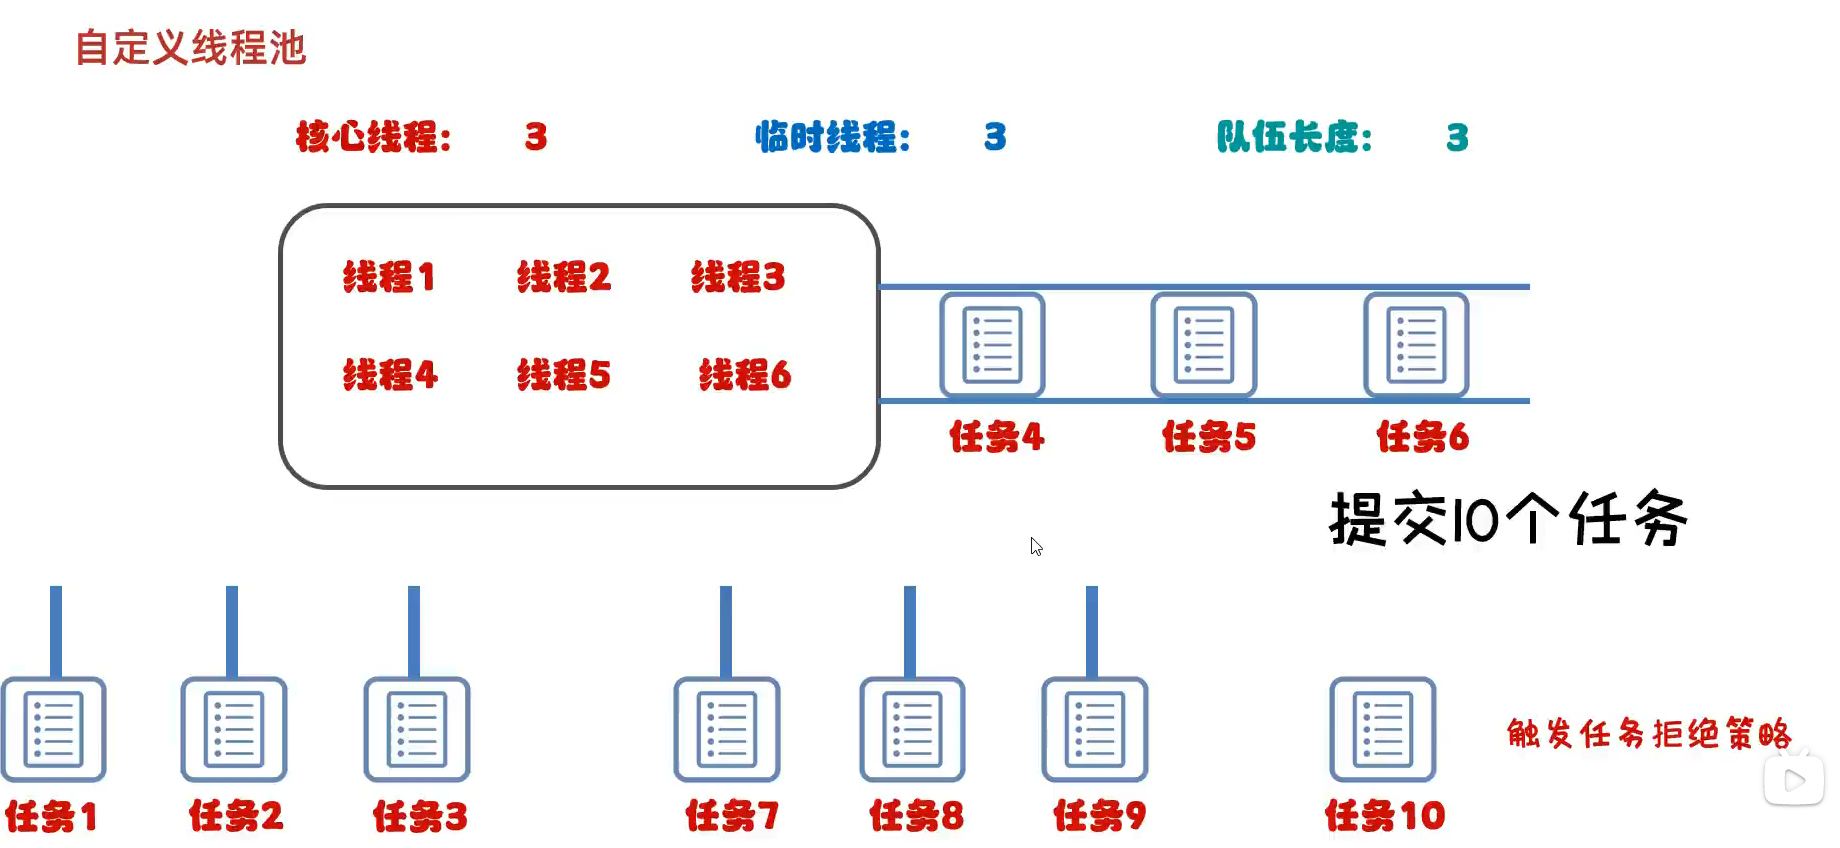 自定义线程池
核心线程: 3 临时线程: 3 队伍长度: 3
线程1 线程2 线程3
线程4 线程5 线程6
任务4 任务5 任务6
提交10个任务
触发任务拒绝策略
任务1 任务2 任务3 任务7 任务8 任务9 任务10